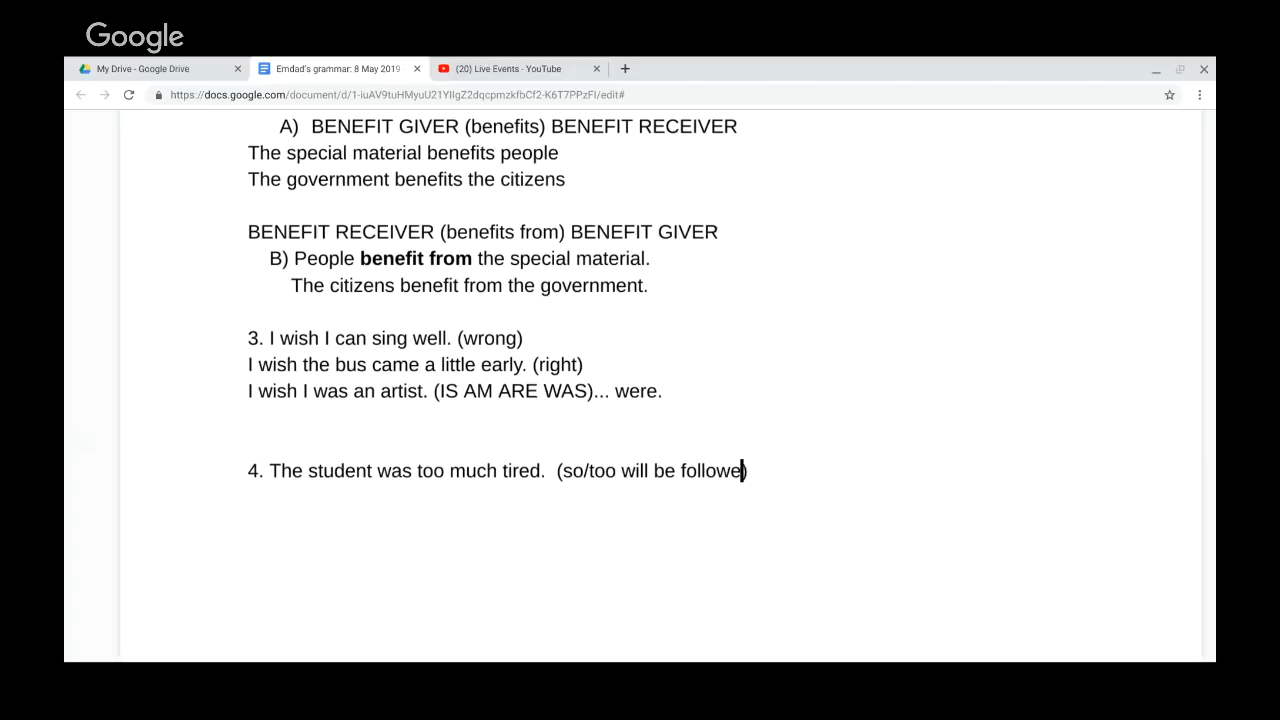 Google
My Drive - Google Drive
Emdad's grammar: 8 May 2019
(20) Live Events - YouTube
https://docs.google.com/document/d/1-iuAV9tuHMyuU21YIIgZ2dqcpmzkfbCf2-K6T7PPzFI/edit#
A) BENEFIT GIVER (benefits) BENEFIT RECEIVER
The special material benefits people
The government benefits the citizens
BENEFIT RECEIVER (benefits from) BENEFIT GIVER
B) People benefit from the special material.
The citizens benefit from the government.
3. I wish I can sing well. (wrong)
I wish the bus came a little early. (right)
I wish I was an artist. (IS AM ARE WAS)... were.
4. The student was too much tired. (so/too will be followe)